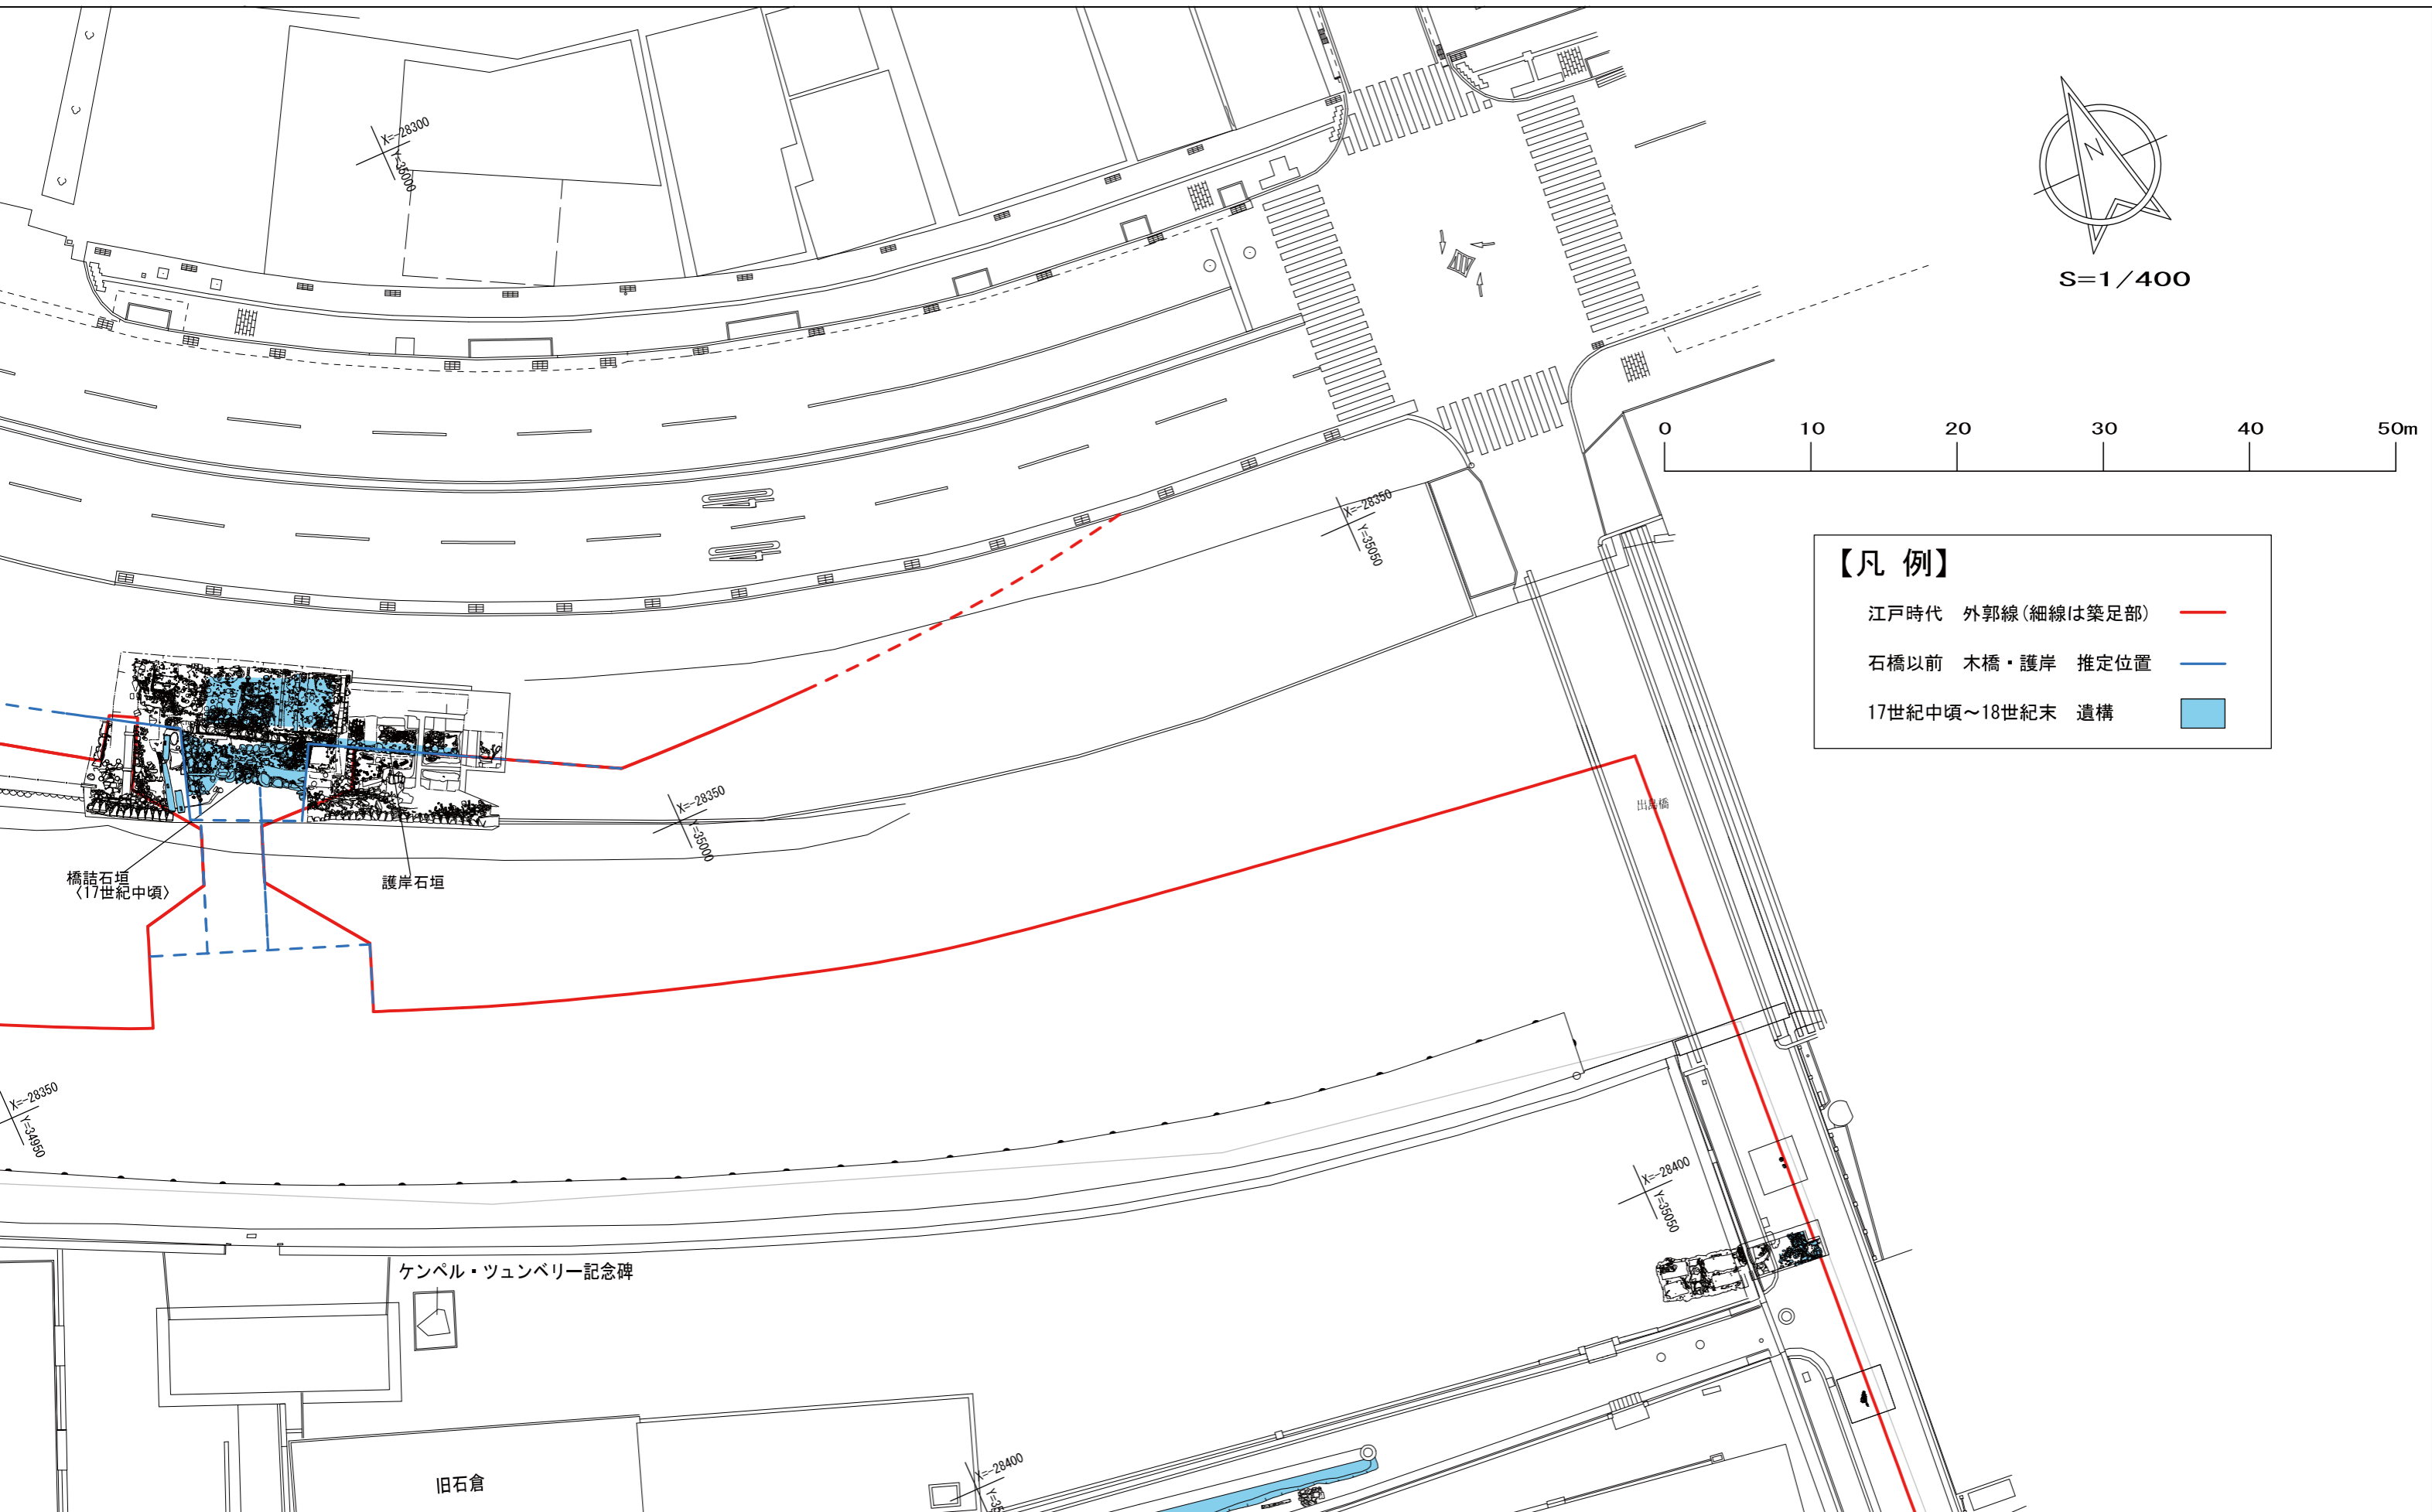 X=-28300
Y=35000
N
S=1/400
0 10 20 30 40 50m
X=-28350
Y=35050
【凡 例】
江戸時代 外郭線(細線は築足部)
石橋以前 木橋・護岸 推定位置
17世紀中頃～18世紀末 遺構
X=-28350
Y=35000
出島橋
橋詰石垣
〈17世紀中頃〉
護岸石垣
X=-28350
Y=34950
X=-28400
Y=35050
ケンペル・ツュンベリー記念碑
旧石倉
X=-28400